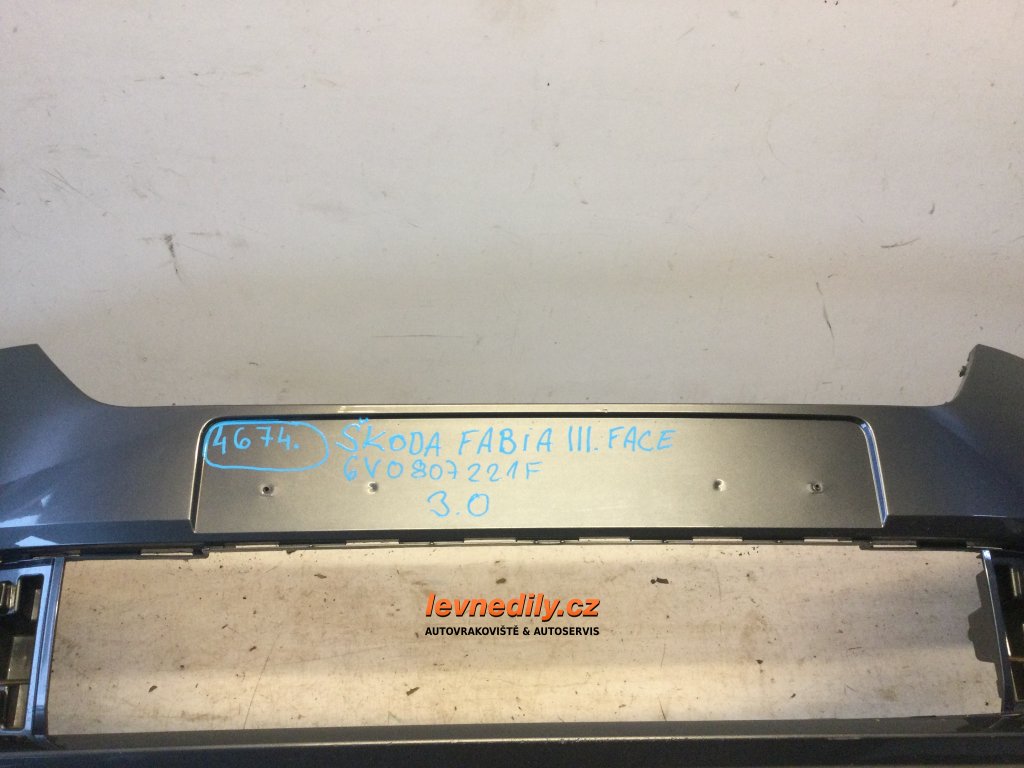 4674. ŠKODA FABIA III. FACE
6V0807221F
3.0
levnedily.cz
AUTOVRAKOVIŠTĚ & AUTOSERVIS